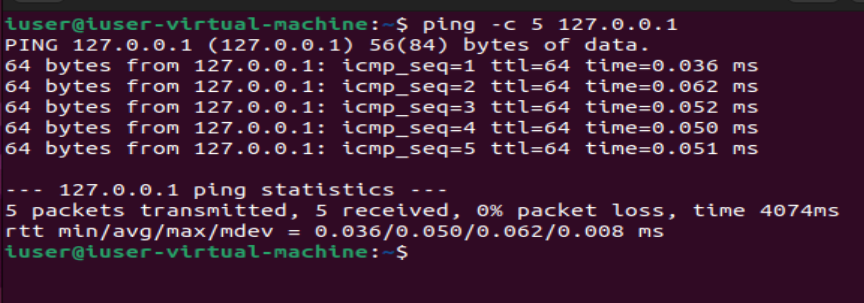 iuser@iuser-virtual-machine:~$ ping -c 5 127.0.0.1
PING 127.0.0.1 (127.0.0.1) 56(84) bytes of data.
64 bytes from 127.0.0.1: icmp_seq=1 ttl=64 time=0.036 ms
64 bytes from 127.0.0.1: icmp_seq=2 ttl=64 time=0.062 ms
64 bytes from 127.0.0.1: icmp_seq=3 ttl=64 time=0.052 ms
64 bytes from 127.0.0.1: icmp_seq=4 ttl=64 time=0.050 ms
64 bytes from 127.0.0.1: icmp_seq=5 ttl=64 time=0.051 ms

--- 127.0.0.1 ping statistics ---
5 packets transmitted, 5 received, 0% packet loss, time 4074ms
rtt min/avg/max/mdev = 0.036/0.050/0.062/0.008 ms
iuser@iuser-virtual-machine:~$